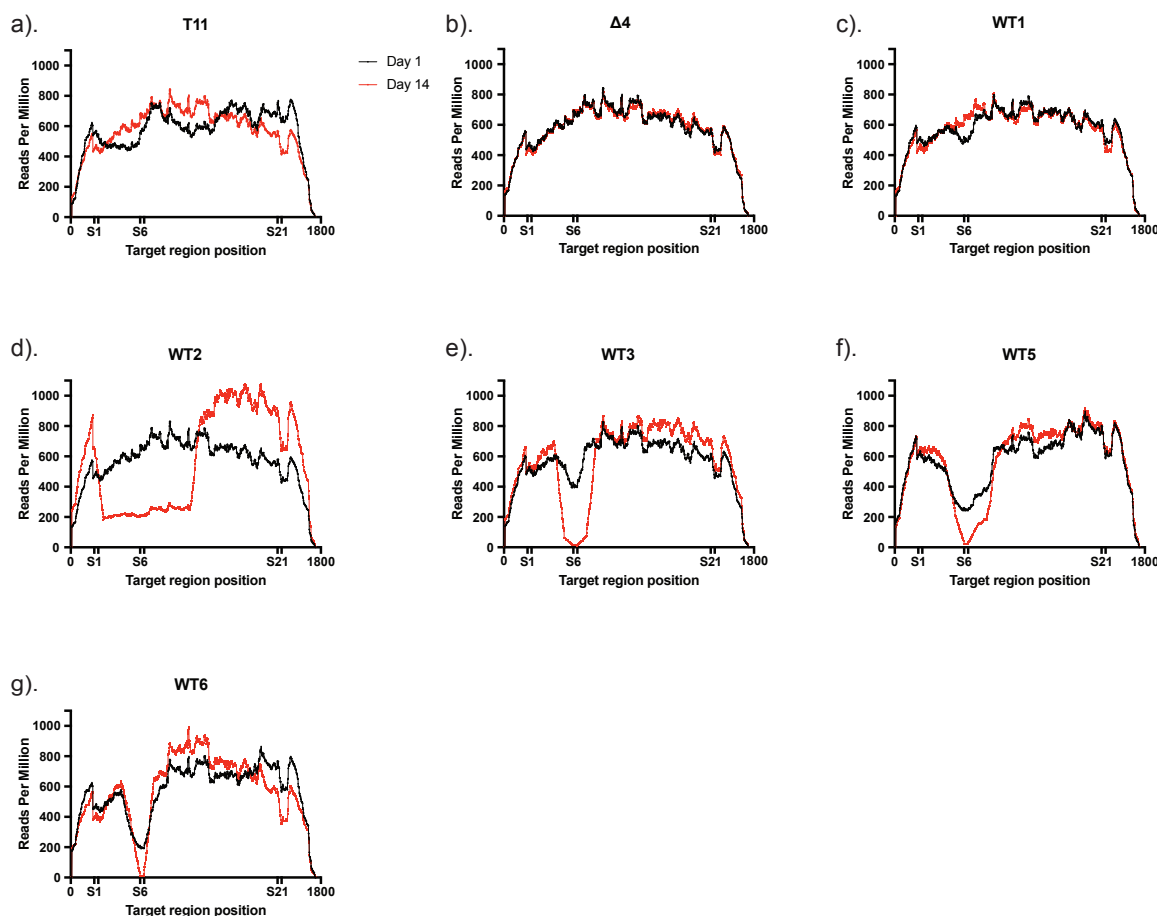 a).
T11
Reads Per Million
1000
800
600
400
200
0
0
S1
S6
S21
1800
Target region position
Day 1
Day 14
b).
Δ4
Reads Per Million
1000
800
600
400
200
0
0
S1
S6
S21
1800
Target region position
c).
WT1
Reads Per Million
1000
800
600
400
200
0
0
S1
S6
S21
1800
Target region position
d).
WT2
Reads Per Million
1000
800
600
400
200
0
0
S1
S6
S21
1800
Target region position
e).
WT3
Reads Per Million
1000
800
600
400
200
0
0
S1
S6
S21
1800
Target region position
f).
WT5
Reads Per Million
1000
800
600
400
200
0
0
S1
S6
S21
1800
Target region position
g).
WT6
Reads Per Million
1000
800
600
400
200
0
0
S1
S6
S21
1800
Target region position